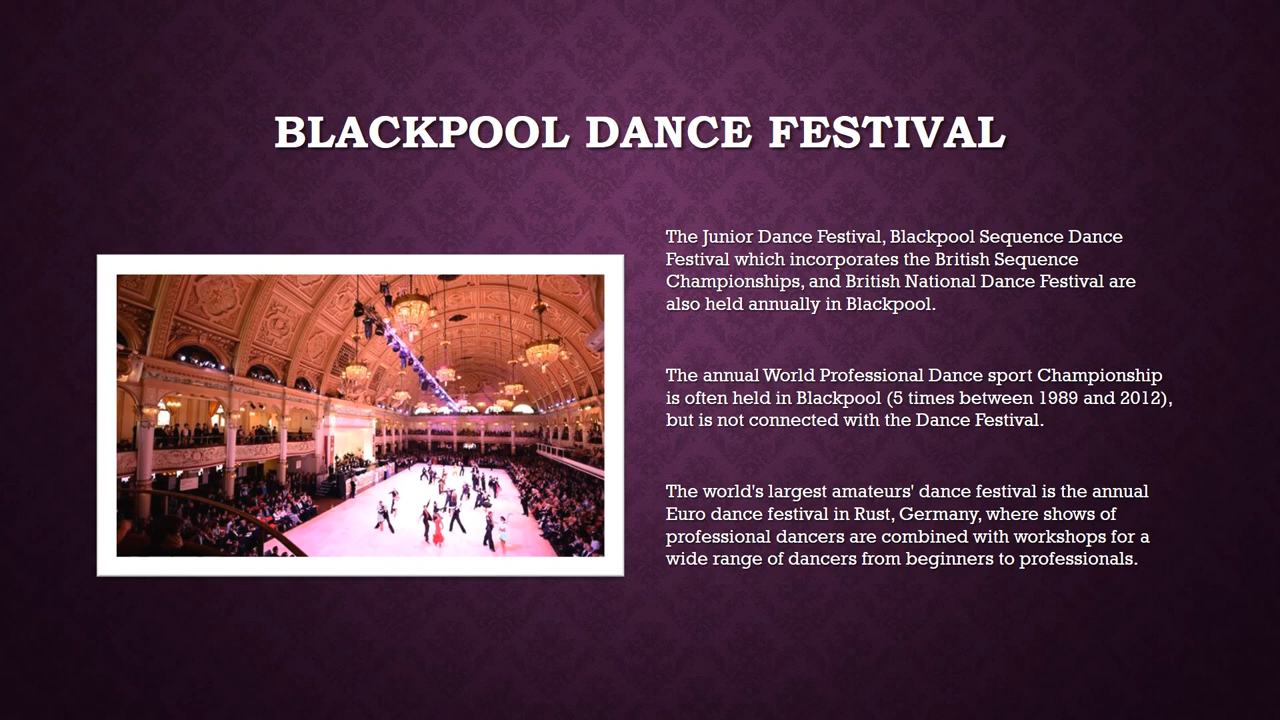 BLACKPOOL DANCE FESTIVAL
The Junior Dance Festival, Blackpool Sequence Dance
Festival which incorporates the British Sequence
Championships, and British National Dance Festival are
also held annually in Blackpool.
The annual World Professional Dance sport Championship
is often held in Blackpool (5 times between 1989 and 2012),
but is not connected with the Dance Festival.
The world's largest amateurs' dance festival is the annual
Euro dance festival in Rust, Germany, where shows of
professional dancers are combined with workshops for a
wide range of dancers from beginners to professionals.